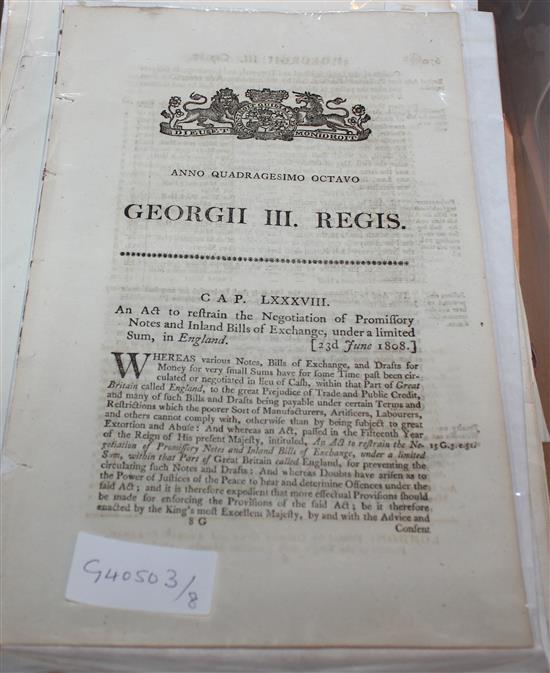 DIEU ET MON DROIT
ANNO QUADRAGESIMO OCTAVO
GEORGII III. REGIS.
CAP. LXXXVIII.
An Act to reſtrain the Negotiation of Promiſſory
Notes and Inland Bills of Exchange, under a limited
Sum, in England. [23d June 1808.]
WHEREAS various Notes, Bills of Exchange, and Drafts for
Money for very ſmall Sums have for ſome Time paſt been cir-
culated or negotiated in lieu of Caſh, within that Part of Great
Britain called England, to the great Prejudice of Trade and Public Credit,
and many of ſuch Bills and Drafts being payable under certain Terms and
Reſtrictions which the poorer Sort of Manufacturers, Artificers, Labourers,
and others cannot comply with, otherwiſe than by being ſubject to great
Extortion and Abuſe: And whereas an Act, paſſed in the Fifteenth Year
of the Reign of His preſent Majeſty, intituled, An Act to reſtrain the Ne- 15 G. 3. c. 51.
gotiation of Promiſſory Notes and Inland Bills of Exchange, under a limited
Sum, within that Part of Great Britain called England, for preventing the
circulating ſuch Notes and Drafts: And whereas Doubts have ariſen as to
the Power of Juſtices of the Peace to hear and determine Offences under the
ſaid Act; and it is therefore expedient that more effectual Proviſions ſhould
be made for enforcing the Proviſions of the ſaid Act; be it therefore
enacted by the King's moſt Excellent Majeſty, by and with the Advice and
8 G Conſent
G40503/8